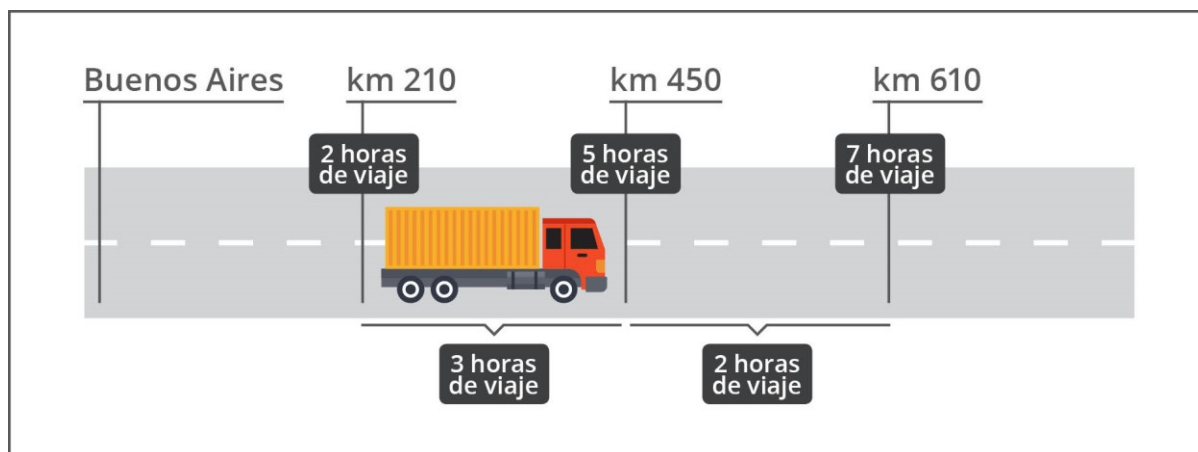 Buenos Aires
km 210
km 450
km 610
2 horas
de viaje
5 horas
de viaje
7 horas
de viaje
3 horas
de viaje
2 horas
de viaje